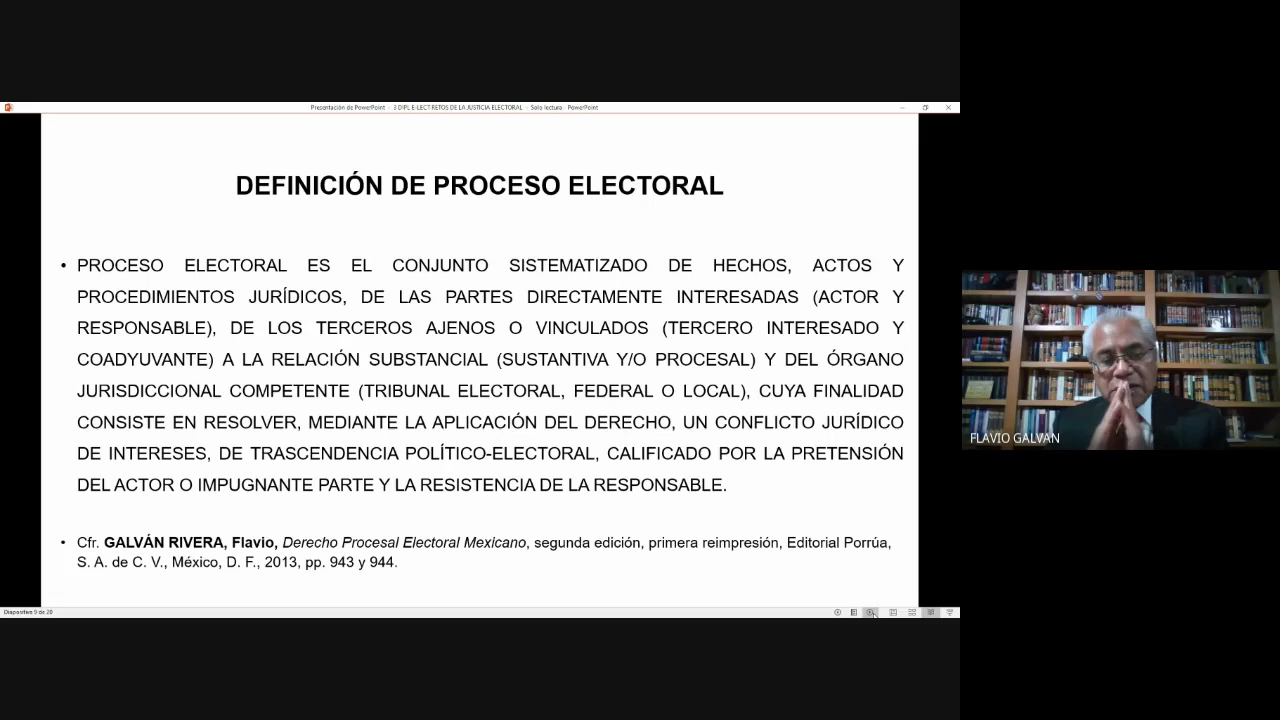 Presentación de PowerPoint - 3 DIPL E-LECT RETOS DE LA JUSTICIA ELECTORAL - Solo lectura - PowerPoint
DEFINICIÓN DE PROCESO ELECTORAL
• PROCESO ELECTORAL ES EL CONJUNTO SISTEMATIZADO DE HECHOS, ACTOS Y
PROCEDIMIENTOS JURÍDICOS, DE LAS PARTES DIRECTAMENTE INTERESADAS (ACTOR Y
RESPONSABLE), DE LOS TERCEROS AJENOS O VINCULADOS (TERCERO INTERESADO Y
COADYUVANTE) A LA RELACIÓN SUBSTANCIAL (SUSTANTIVA Y/O PROCESAL) Y DEL ÓRGANO
JURISDICCIONAL COMPETENTE (TRIBUNAL ELECTORAL, FEDERAL O LOCAL), CUYA FINALIDAD
CONSISTE EN RESOLVER, MEDIANTE LA APLICACIÓN DEL DERECHO, UN CONFLICTO JURÍDICO
DE INTERESES, DE TRASCENDENCIA POLÍTICO-ELECTORAL, CALIFICADO POR LA PRETENSIÓN
DEL ACTOR O IMPUGNANTE PARTE Y LA RESISTENCIA DE LA RESPONSABLE.
• Cfr. GALVÁN RIVERA, Flavio, Derecho Procesal Electoral Mexicano, segunda edición, primera reimpresión, Editorial Porrúa,
S. A. de C. V., México, D. F., 2013, pp. 943 y 944.
Diapositiva 9 de 20
FLAVIO GALVAN